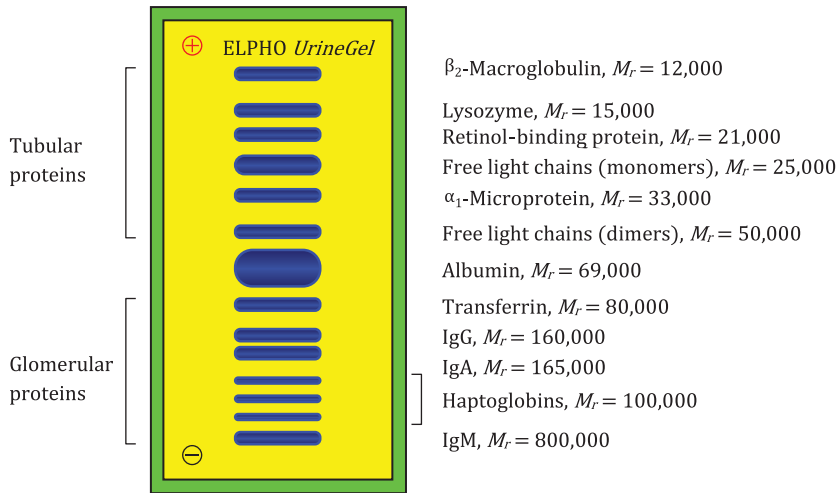 ELPHO UrineGel
β2-Macroglobulin, Mr = 12,000
Lysozyme, Mr = 15,000
Retinol-binding protein, Mr = 21,000
Free light chains (monomers), Mr = 25,000
α1-Microprotein, Mr = 33,000
Free light chains (dimers), Mr = 50,000
Albumin, Mr = 69,000
Transferrin, Mr = 80,000
IgG, Mr = 160,000
IgA, Mr = 165,000
Haptoglobins, Mr = 100,000
IgM, Mr = 800,000
Tubular
proteins
Glomerular
proteins
+
−